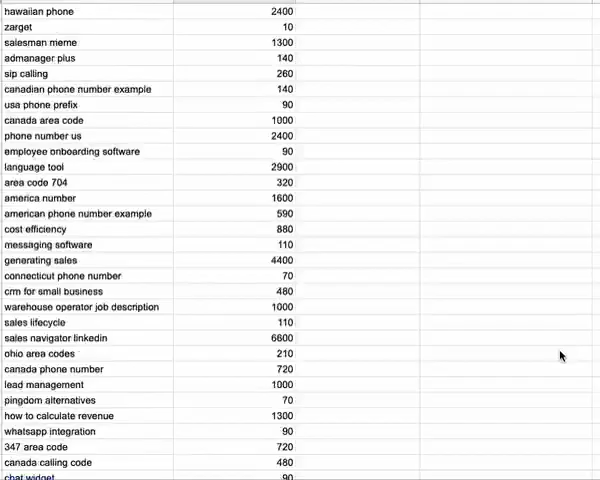 hawaiian phone 2400
zarget 10
salesman meme 1300
admanager plus 140
sip calling 260
canadian phone number example 140
usa phone prefix 90
canada area code 1000
phone number us 2400
employee onboarding software 90
language tool 2900
area code 704 320
america number 1600
american phone number example 590
cost efficiency 880
messaging software 110
generating sales 4400
connecticut phone number 70
crm for small business 480
warehouse operator job description 1000
sales lifecycle 110
sales navigator linkedin 6600
ohio area codes 210
canada phone number 720
lead management 1000
pingdom alternatives 70
how to calculate revenue 1300
whatsapp integration 90
347 area code 720
canada calling code 480
chat widget 90